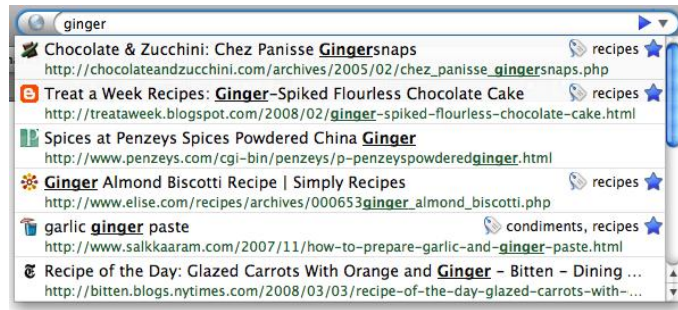 ginger
Chocolate & Zucchini: Chez Panisse Gingersnaps recipes
http://chocolateandzucchini.com/archives/2005/02/chez_panisse_gingersnaps.php
Treat a Week Recipes: Ginger-Spiked Flourless Chocolate Cake recipes
http://treataweek.blogspot.com/2008/02/ginger-spiked-flourless-chocolate-cake.html
Spices at Penzeys Spices Powdered China Ginger
http://www.penzeys.com/cgi-bin/penzeys/p-penzeyspowderedginger.html
Ginger Almond Biscotti Recipe | Simply Recipes recipes
http://www.elise.com/recipes/archives/000653ginger_almond_biscotti.php
garlic ginger paste condiments, recipes
http://www.salkkaaram.com/2007/11/how-to-prepare-garlic-and-ginger-paste.html
Recipe of the Day: Glazed Carrots With Orange and Ginger – Bitten – Dining ...
http://bitten.blogs.nytimes.com/2008/03/03/recipe-of-the-day-glazed-carrots-with-...